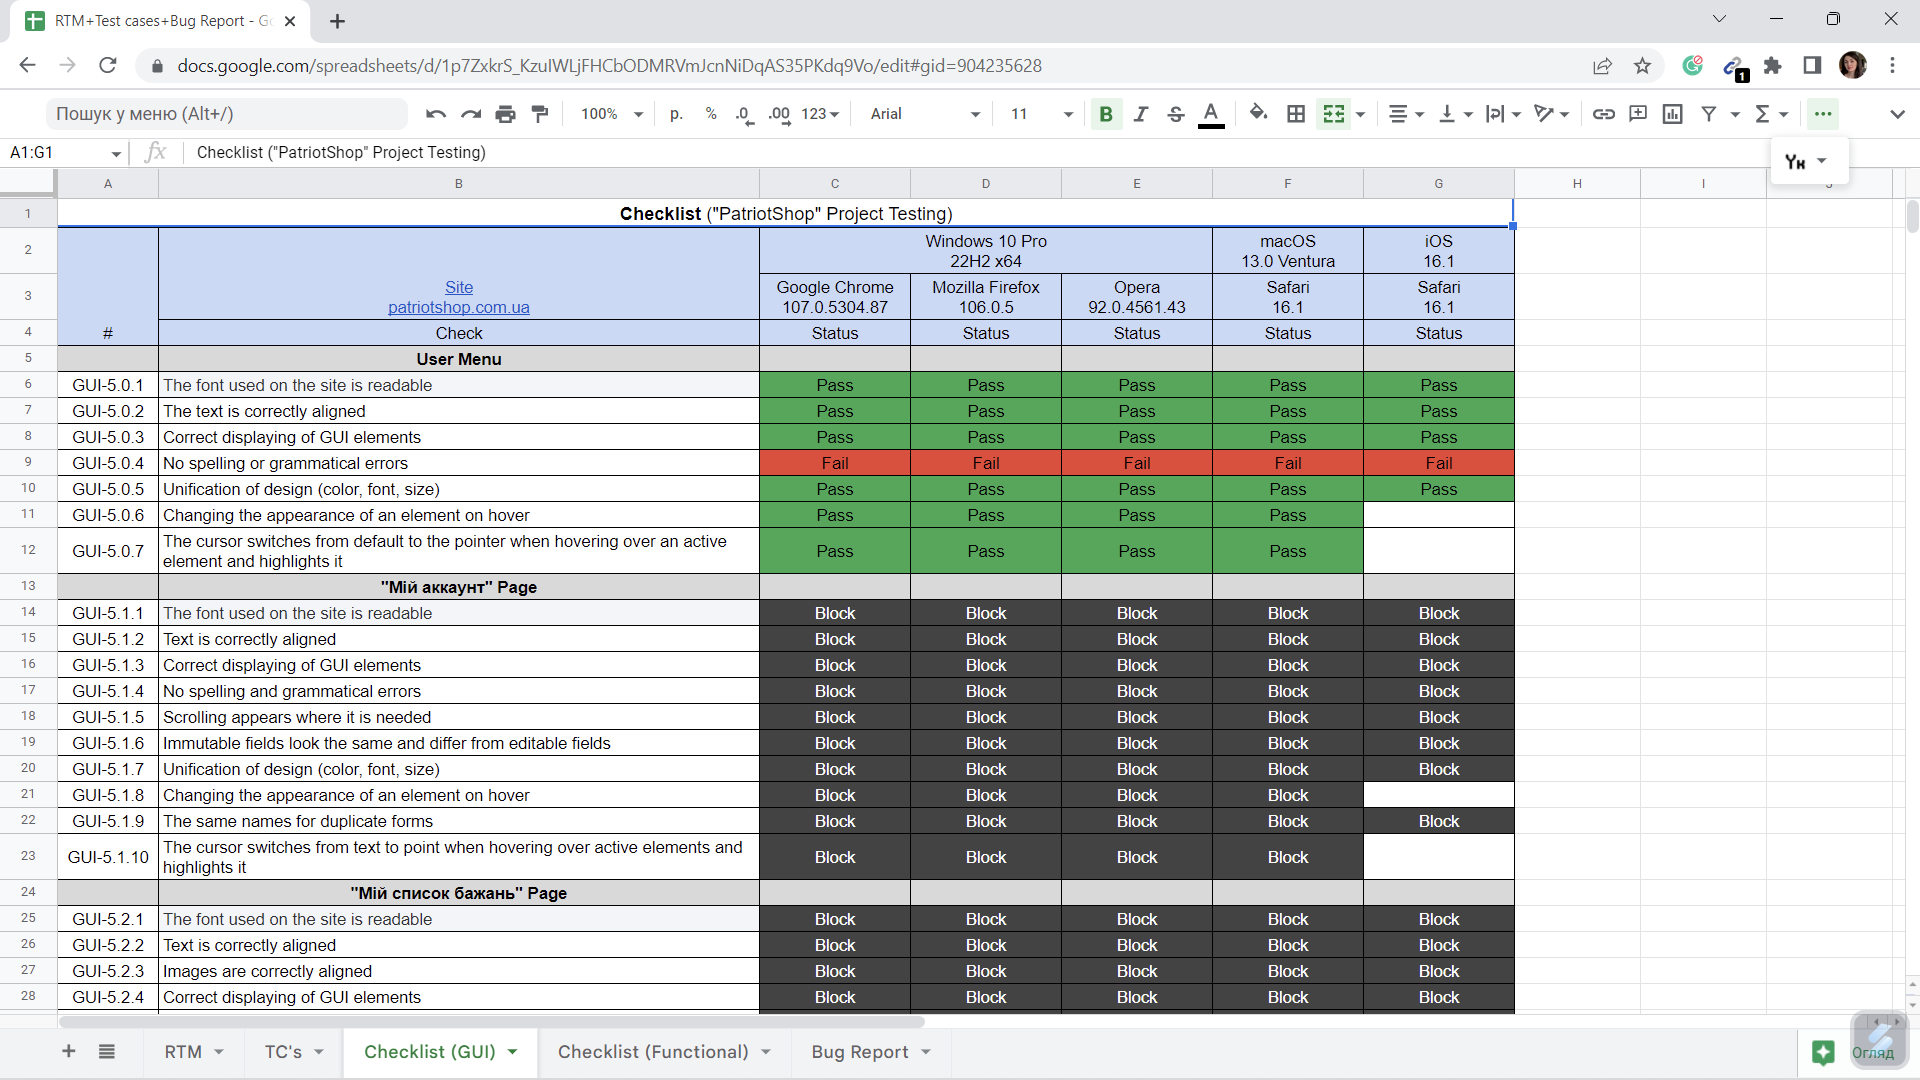 RTM+Test cases+Bug Report - Go
docs.google.com/spreadsheets/d/1p7ZxkrS_KzuIWLjFHCbODMRVmJcnNiDqAS35PKdq9Vo/edit#gid=904235628
1
Пошук у меню (Alt+/)
100%
р.
%
.0
.00
123
Arial
11
B
A1:G1
fx
Checklist ("PatriotShop" Project Testing)
Ун
A B C D E F G H I J
1 Checklist ("PatriotShop" Project Testing)
2 Windows 10 Pro macOS iOS
22H2 x64 13.0 Ventura 16.1
3 Site Google Chrome Mozilla Firefox Opera Safari Safari
patriotshop.com.ua 107.0.5304.87 106.0.5 92.0.4561.43 16.1 16.1
4 # Check Status Status Status Status Status
5 User Menu
6 GUI-5.0.1 The font used on the site is readable Pass Pass Pass Pass Pass
7 GUI-5.0.2 The text is correctly aligned Pass Pass Pass Pass Pass
8 GUI-5.0.3 Correct displaying of GUI elements Pass Pass Pass Pass Pass
9 GUI-5.0.4 No spelling or grammatical errors Fail Fail Fail Fail Fail
10 GUI-5.0.5 Unification of design (color, font, size) Pass Pass Pass Pass Pass
11 GUI-5.0.6 Changing the appearance of an element on hover Pass Pass Pass Pass
12 GUI-5.0.7 The cursor switches from default to the pointer when hovering over an active Pass Pass Pass Pass
element and highlights it
13 "Мій аккаунт" Page
14 GUI-5.1.1 The font used on the site is readable Block Block Block Block Block
15 GUI-5.1.2 Text is correctly aligned Block Block Block Block Block
16 GUI-5.1.3 Correct displaying of GUI elements Block Block Block Block Block
17 GUI-5.1.4 No spelling and grammatical errors Block Block Block Block Block
18 GUI-5.1.5 Scrolling appears where it is needed Block Block Block Block Block
19 GUI-5.1.6 Immutable fields look the same and differ from editable fields Block Block Block Block Block
20 GUI-5.1.7 Unification of design (color, font, size) Block Block Block Block Block
21 GUI-5.1.8 Changing the appearance of an element on hover Block Block Block Block
22 GUI-5.1.9 The same names for duplicate forms Block Block Block Block Block
23 GUI-5.1.10 The cursor switches from text to point when hovering over active elements and Block Block Block Block
highlights it
24 "Мій список бажань" Page
25 GUI-5.2.1 The font used on the site is readable Block Block Block Block Block
26 GUI-5.2.2 Text is correctly aligned Block Block Block Block Block
27 GUI-5.2.3 Images are correctly aligned Block Block Block Block Block
28 GUI-5.2.4 Correct displaying of GUI elements Block Block Block Block Block
RTM TC's Checklist (GUI) Checklist (Functional) Bug Report Огляд